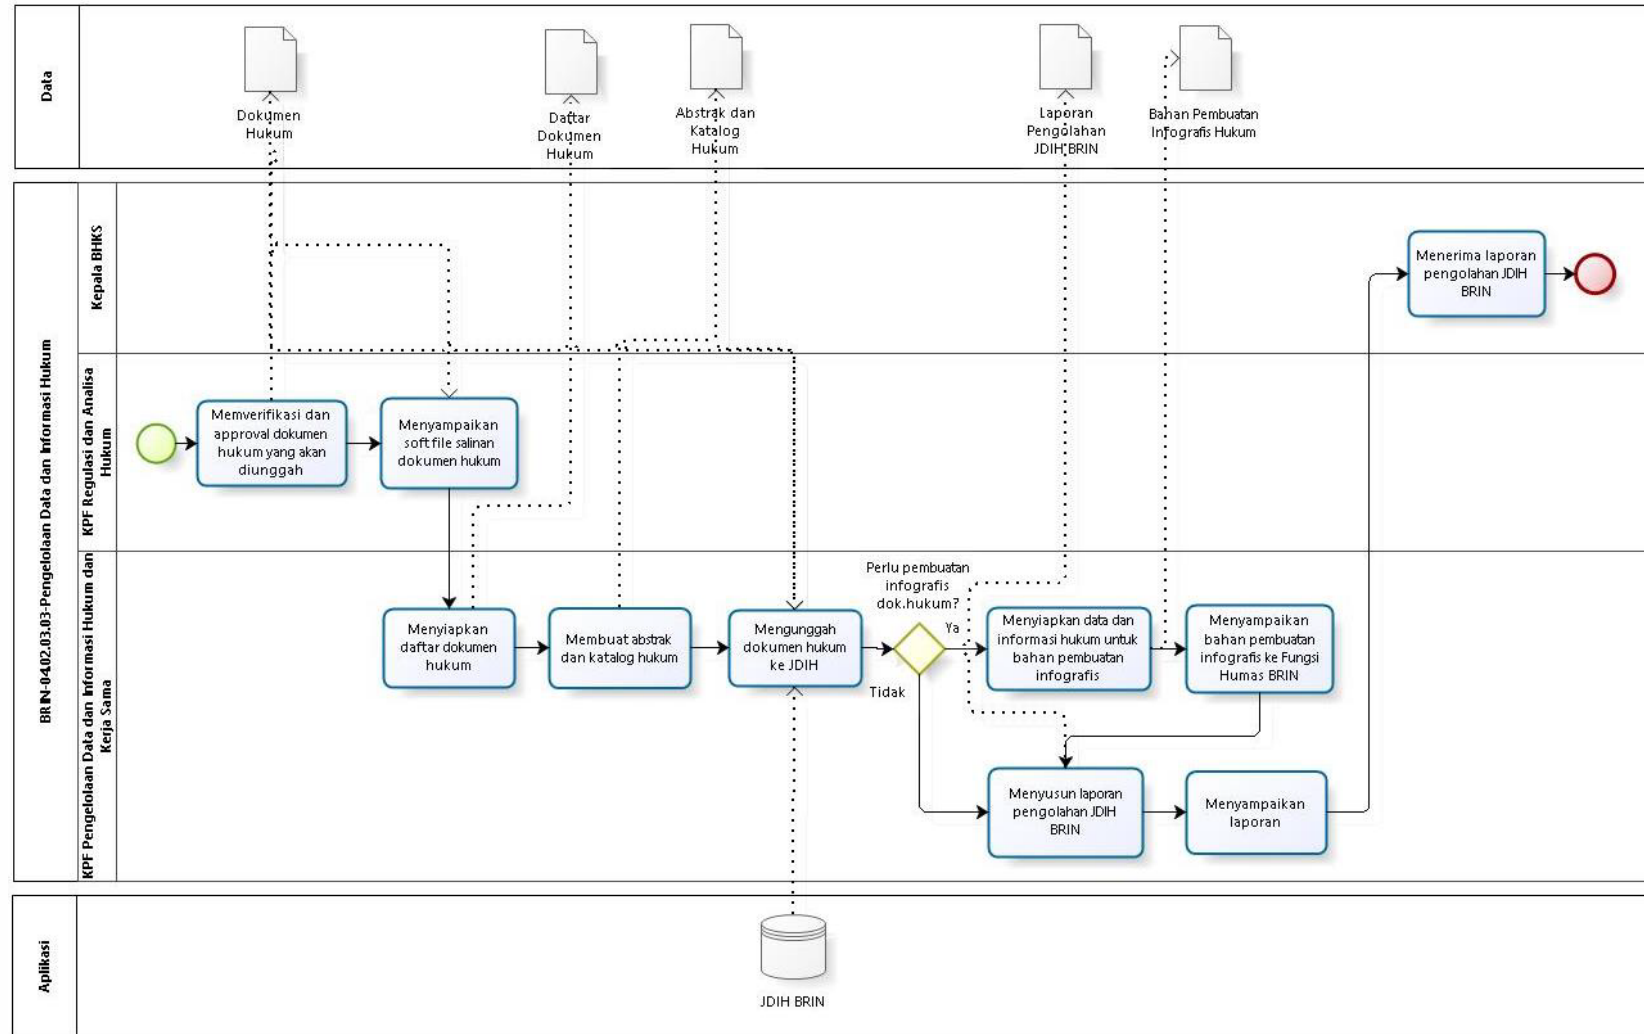 Data
Dokumen
Hukum
Daftar
Dokumen
Hukum
Abstrak dan
Katalog
Hukum
Laporan
Pengolahan
JDIH BRIN
Bahan Pembuatan
Infografis Hukum
BRIN-04.02.03.03-Pengelolaan Data dan Informasi Hukum
Kepala BHKS
Menerima laporan
pengolahan JDIH
BRIN
KPF Regulasi dan Analisa
Hukum
Memverifikasi dan
approval dokumen
hukum yang akan
diunggah
Menyampaikan
soft file salinan
dokumen hukum
KPF Pengelolaan Data dan Informasi Hukum dan
Kerja Sama
Menyiapkan
daftar dokumen
hukum
Membuat abstrak
dan katalog hukum
Mengunggah
dokumen hukum
ke JDIH
Perlu pembuatan
infografis
dok.hukum?
Ya
Tidak
Menyiapkan data dan
informasi hukum untuk
bahan pembuatan
infografis
Menyampaikan
bahan pembuatan
infografis ke Fungsi
Humas BRIN
Menyusun laporan
pengolahan JDIH
BRIN
Menyampaikan
laporan
Aplikasi
JDIH BRIN